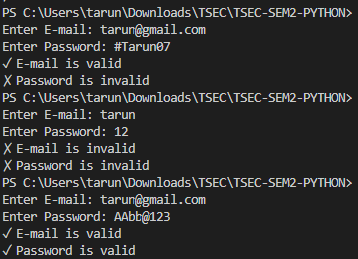 PS C:\Users\tarun\Downloads\TSEC\TSEC-SEM2-PYTHON>
Enter E-mail: tarun@gmail.com
Enter Password: #Tarun07
✓ E-mail is valid
✗ Password is invalid
PS C:\Users\tarun\Downloads\TSEC\TSEC-SEM2-PYTHON>
Enter E-mail: tarun
Enter Password: 12
✗ E-mail is invalid
✗ Password is invalid
PS C:\Users\tarun\Downloads\TSEC\TSEC-SEM2-PYTHON>
Enter E-mail: tarun@gmail.com
Enter Password: AAbb@123
✓ E-mail is valid
✓ Password is valid